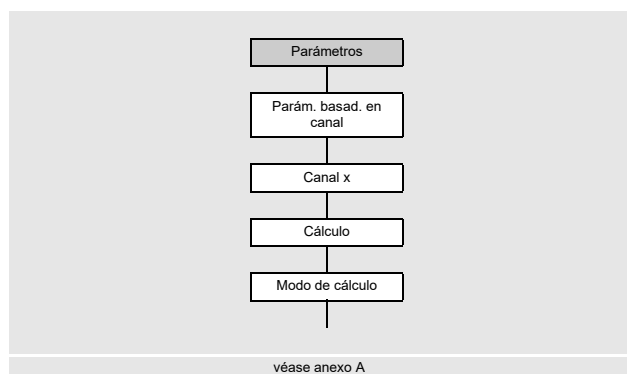 Parámetros
Parám. basad. en
canal
Canal x
Cálculo
Modo de cálculo
véase anexo A